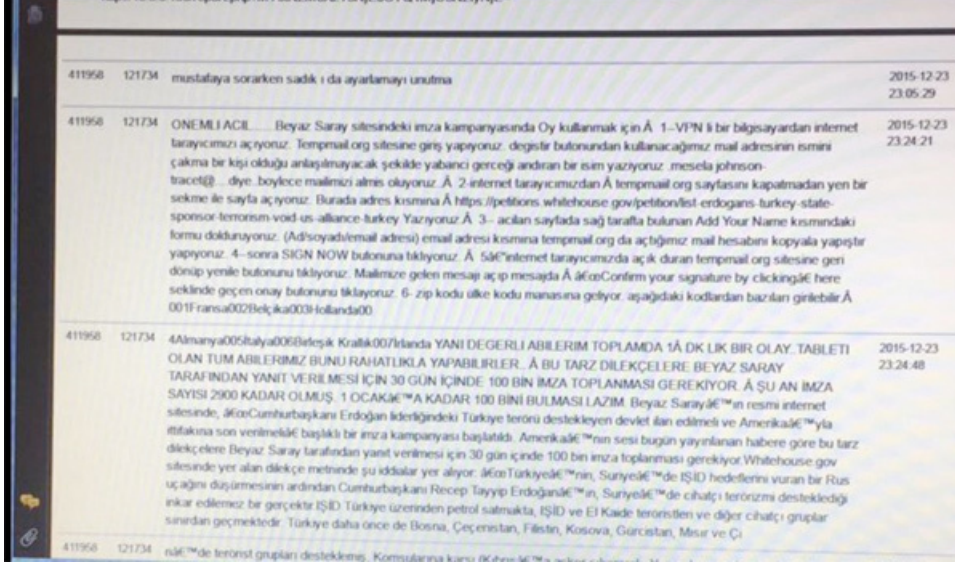 411958 121734 mustafaya sorarken sadık ı da ayarlamayı unutma 2015-12-23
23:05:29
411958 121734 ONEMLI ACIL...... Beyaz Saray sitesindeki imza kampanyasında Oy kullanmak için Â 1--VPN li bir bilgisayardan internet 2015-12-23
tarayıcımızı açıyoruz. Tempmail.org sitesine giriş yapıyoruz. degistir butonundan kullanacağımız mail adresinin ismini 23:24:21
çakma bir kişi olduğu anlaşılmayacak şekilde yabancı gerçeği andıran bir isim yaziyoruz .mesela johnson-
tracet@....diye .boylece mailimizi almis oluyoruz .Â 2-internet tarayıcımızdan Â tempmail org sayfasını kapatmadan yen bir
sekme ile sayfa açıyoruz. Burada adres kısmına Â https://petitions.whitehouse.gov/petition/list-erdogans-turkey-state-
sponsor-terrorism-void-us-alliance-turkey Yazıyoruz.Â 3-- acilan sayfada sağ tarafta bulunan Add Your Name kısmındaki
formu dolduruyoruz. (Ad/soyadı/email adresi) email adresi kısmına tempmail.org da açtığımız mail hesabını kopyala yapıştır
yapıyoruz. 4--sonra SIGN NOW butonuna tıklıyoruz. Â 5â€"internet tarayıcımızda açık duran tempmail org sitesine geri
dönüp yenile butonunu tıklıyoruz. Mailimize gelen mesajı açıp mesajda Â â€œConfirm your signature by clickingâ€ here
seklinde geçen onay butonunu tıklayoruz. 6- zip kodu ülke kodu manasına geliyor. aşağıdaki kodlardan bazıları girilebilir.Â
001Fransa002Belçika003Hollanda00
411958 121734 4Almanya005İtalya006Birleşik Krallık007İrlanda YANI DEGERLI ABILERIM TOPLAMDA 1Â DK LIK BIR OLAY. TABLETI 2015-12-23
OLAN TUM ABILERIMIZ BUNU RAHATLIKLA YAPABILIRLER... Â BU TARZ DİLEKÇELERE BEYAZ SARAY 23:24:48
TARAFINDAN YANIT VERİLMESİ İÇİN 30 GÜN İÇİNDE 100 BİN İMZA TOPLANMASI GEREKİYOR. Â ŞU AN İMZA
SAYISI 2900 KADAR OLMUŞ. 1 OCAKâ€™A KADAR 100 BİNİ BULMASI LAZIM. Beyaz Sarayâ€™ın resmi internet
sitesinde, â€œCumhurbaşkanı Erdoğan liderliğindeki Türkiye terörü destekleyen devlet ilan edilmeli ve Amerikaâ€™yla
ittifakına son verilmeliâ€ başlıklı bir imza kampanyası başlatıldı. Amerikaâ€™nın sesi bugün yayınlanan habere göre bu tarz
dilekçelere Beyaz Saray tarafından yanıt verilmesi için 30 gün içinde 100 bin imza toplanması gerekiyor.Whitehouse.gov
sitesinde yer alan dilekçe metninde şu iddialar yer alıyor: â€œTürkiyeâ€™nin, Suriyeâ€™de IŞİD hedeflerini vuran bir Rus
uçağını düşürmesinin ardından Cumhurbaşkanı Recep Tayyip Erdoğanâ€™ın, Suriyeâ€™de cihatçı terörizmi desteklediği
inkar edilemez bir gerçektir.IŞİD Türkiye üzerinden petrol satmakta, IŞİD ve El Kaide teröristleri ve diğer cihatçı gruplar
sınırdan geçmektedir. Türkiye daha önce de Bosna, Çeçenistan, Filistin, Kosova, Gürcistan, Mısır ve Çi
411958 121734 nâ€™de terörist grupları desteklemiş. Komşularına karşı